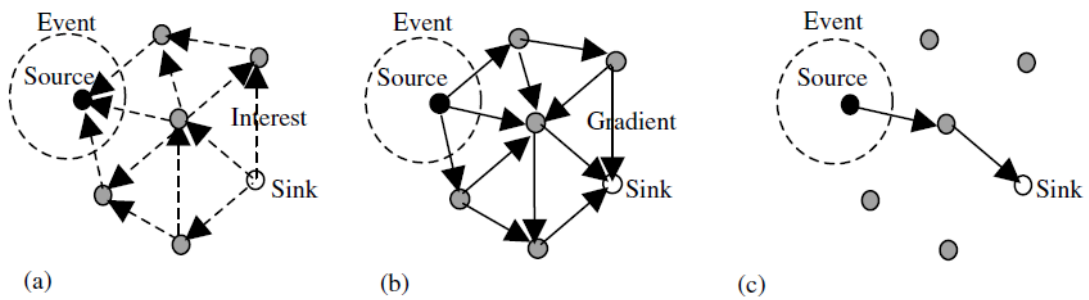 Event
Source
Interest
Sink
(a)
Event
Source
Gradient
Sink
(b)
Event
Source
Sink
(c)